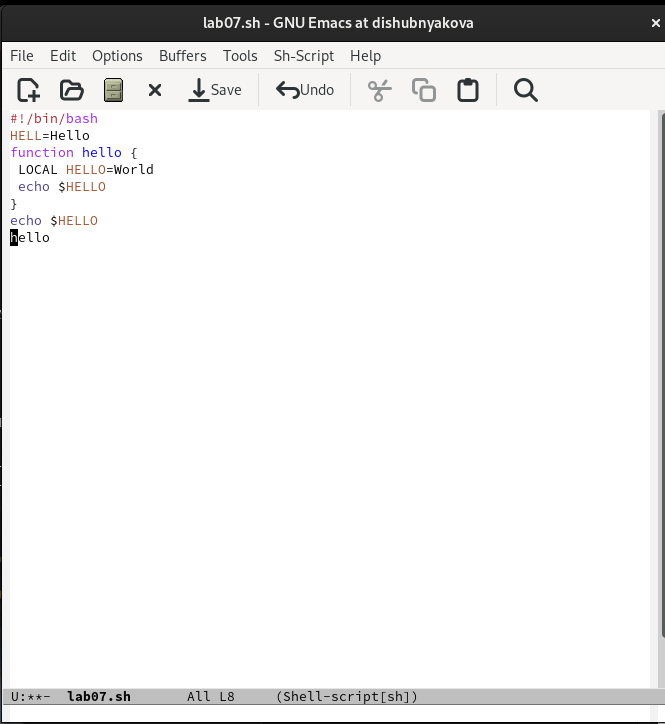 lab07.sh - GNU Emacs at dishubnyakova
File Edit Options Buffers Tools Sh-Script Help
Save Undo
#!/bin/bash
HELL=Hello
function hello {
 LOCAL HELLO=World
 echo $HELLO
}
echo $HELLO
hello
U:**- lab07.sh All L8 (Shell-script[sh])